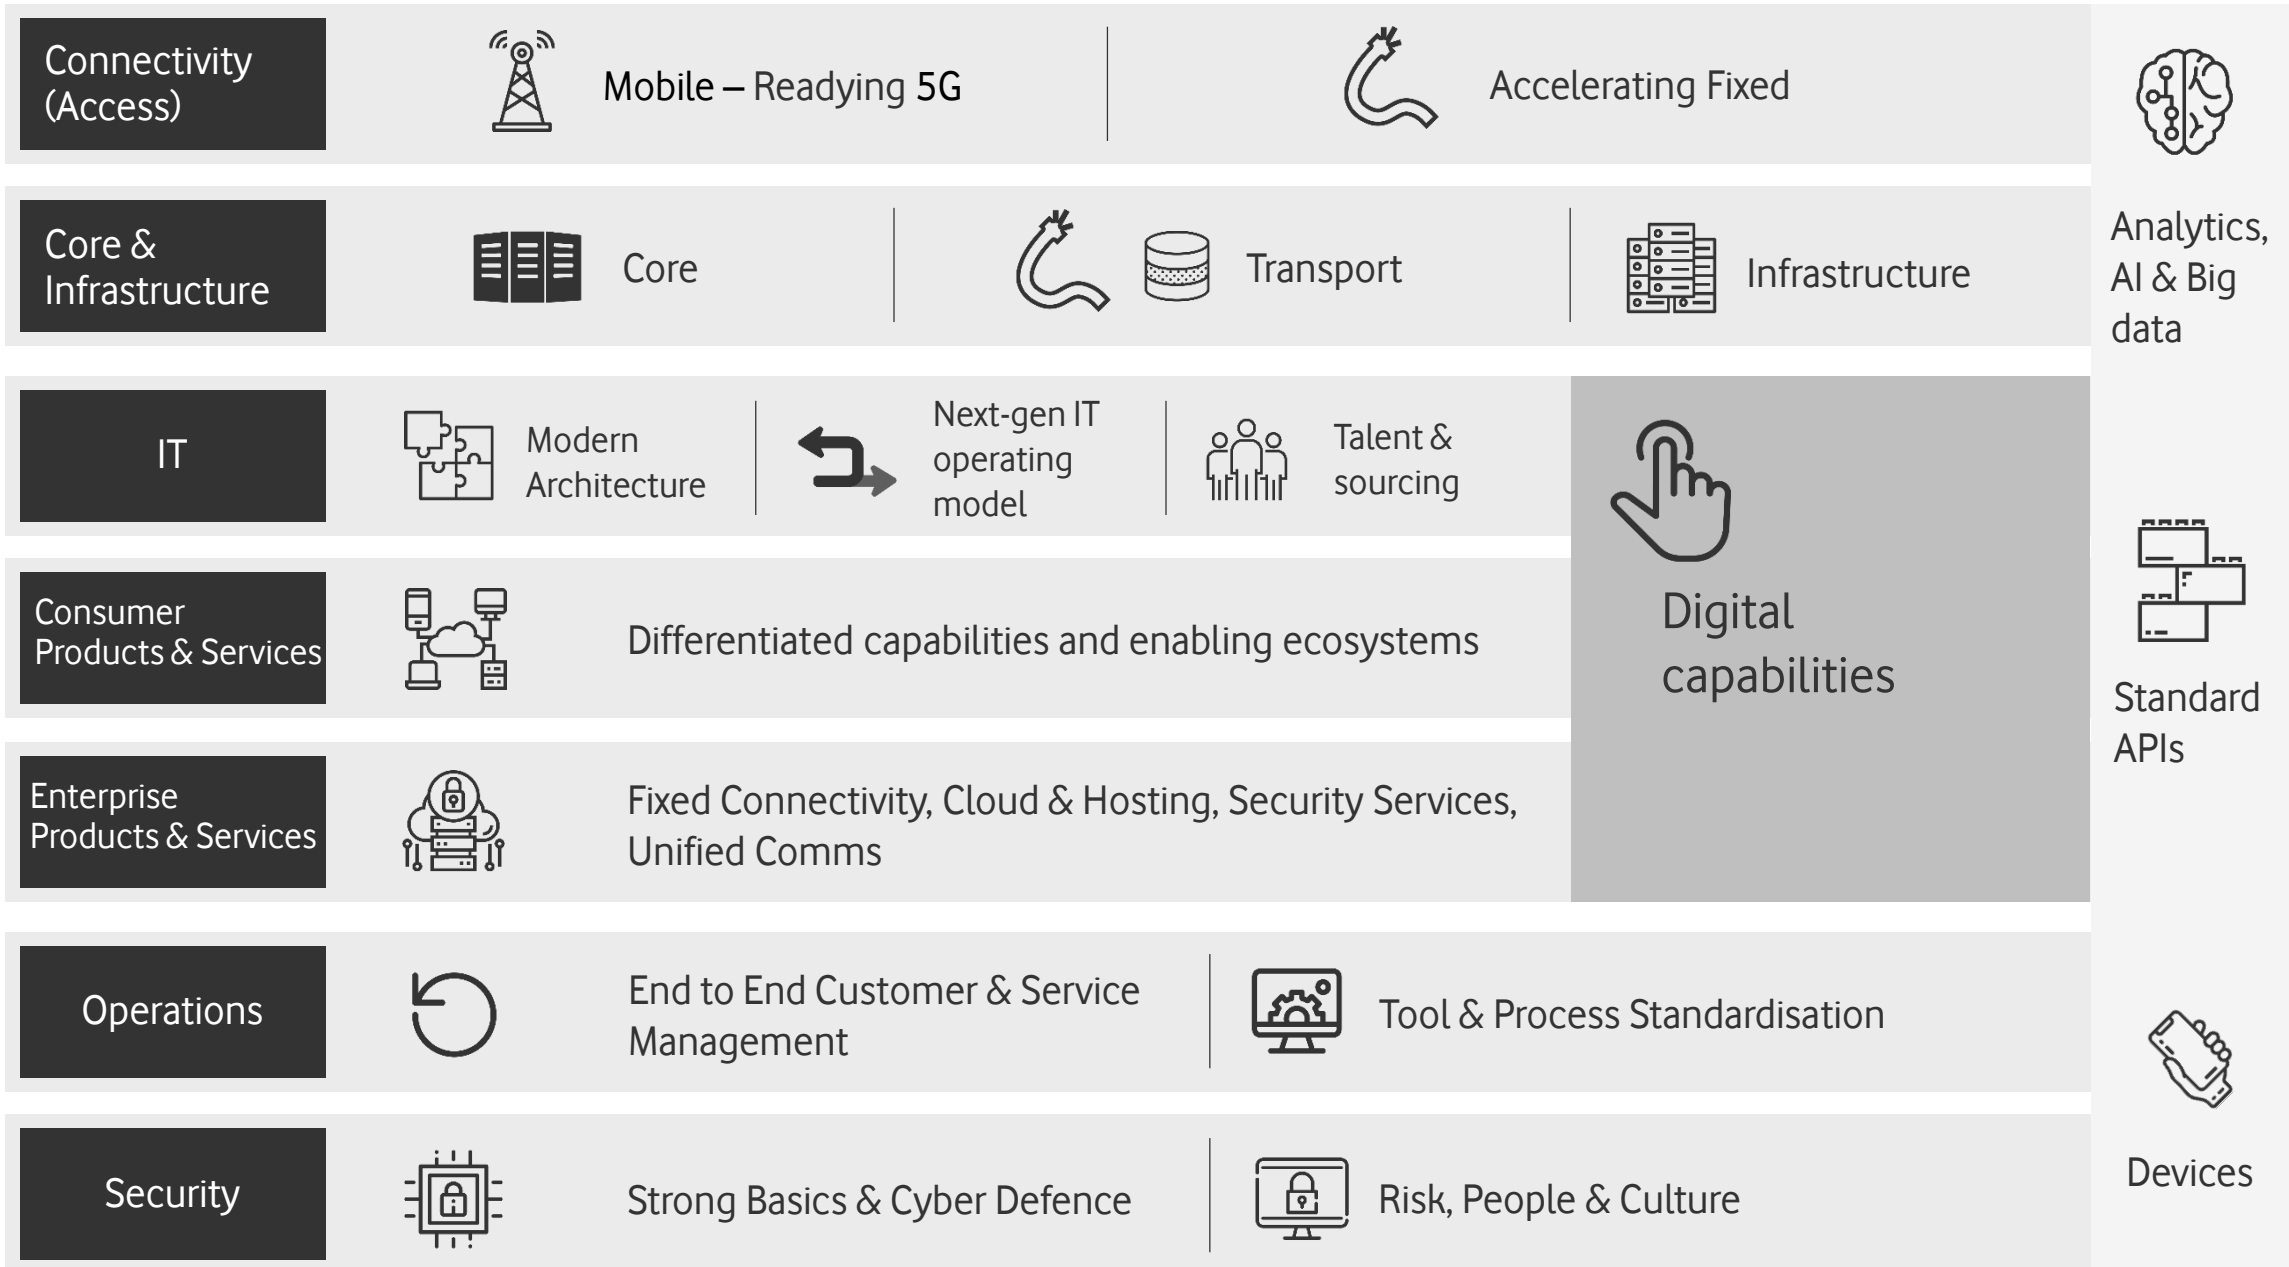 Connectivity
(Access)
Mobile – Readying 5G
Accelerating Fixed
Core &
Infrastructure
Core
Transport
Infrastructure
IT
Modern
Architecture
Next-gen IT
operating
model
Talent &
sourcing
Consumer
Products & Services
Differentiated capabilities and enabling ecosystems
Enterprise
Products & Services
Fixed Connectivity, Cloud & Hosting, Security Services,
Unified Comms
Digital
capabilities
Operations
End to End Customer & Service
Management
Tool & Process Standardisation
Security
Strong Basics & Cyber Defence
Risk, People & Culture
Analytics,
AI & Big
data
Standard
APIs
Devices